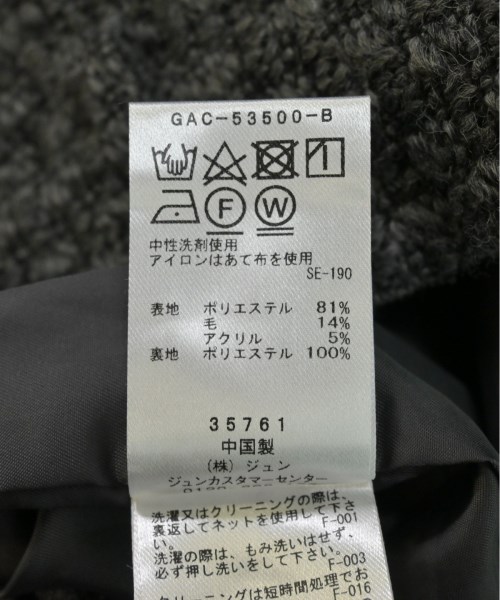 GAC-53500-B
F W
中性洗剤使用
アイロンはあて布を使用
SE-190
表地 ポリエステル 81%
毛 14%
アクリル 5%
裏地 ポリエステル 100%
35761
中国製
(株) ジュン
ジュンカスタマーセンター
洗濯又はクリーニングの際は、
裏返してネットを使用して下さ
い。 F-001
洗濯の際は、もみ洗いはせず、
必ず押し洗いをして下さい。
F-003
クリーニングは短時間処理でお
F-016